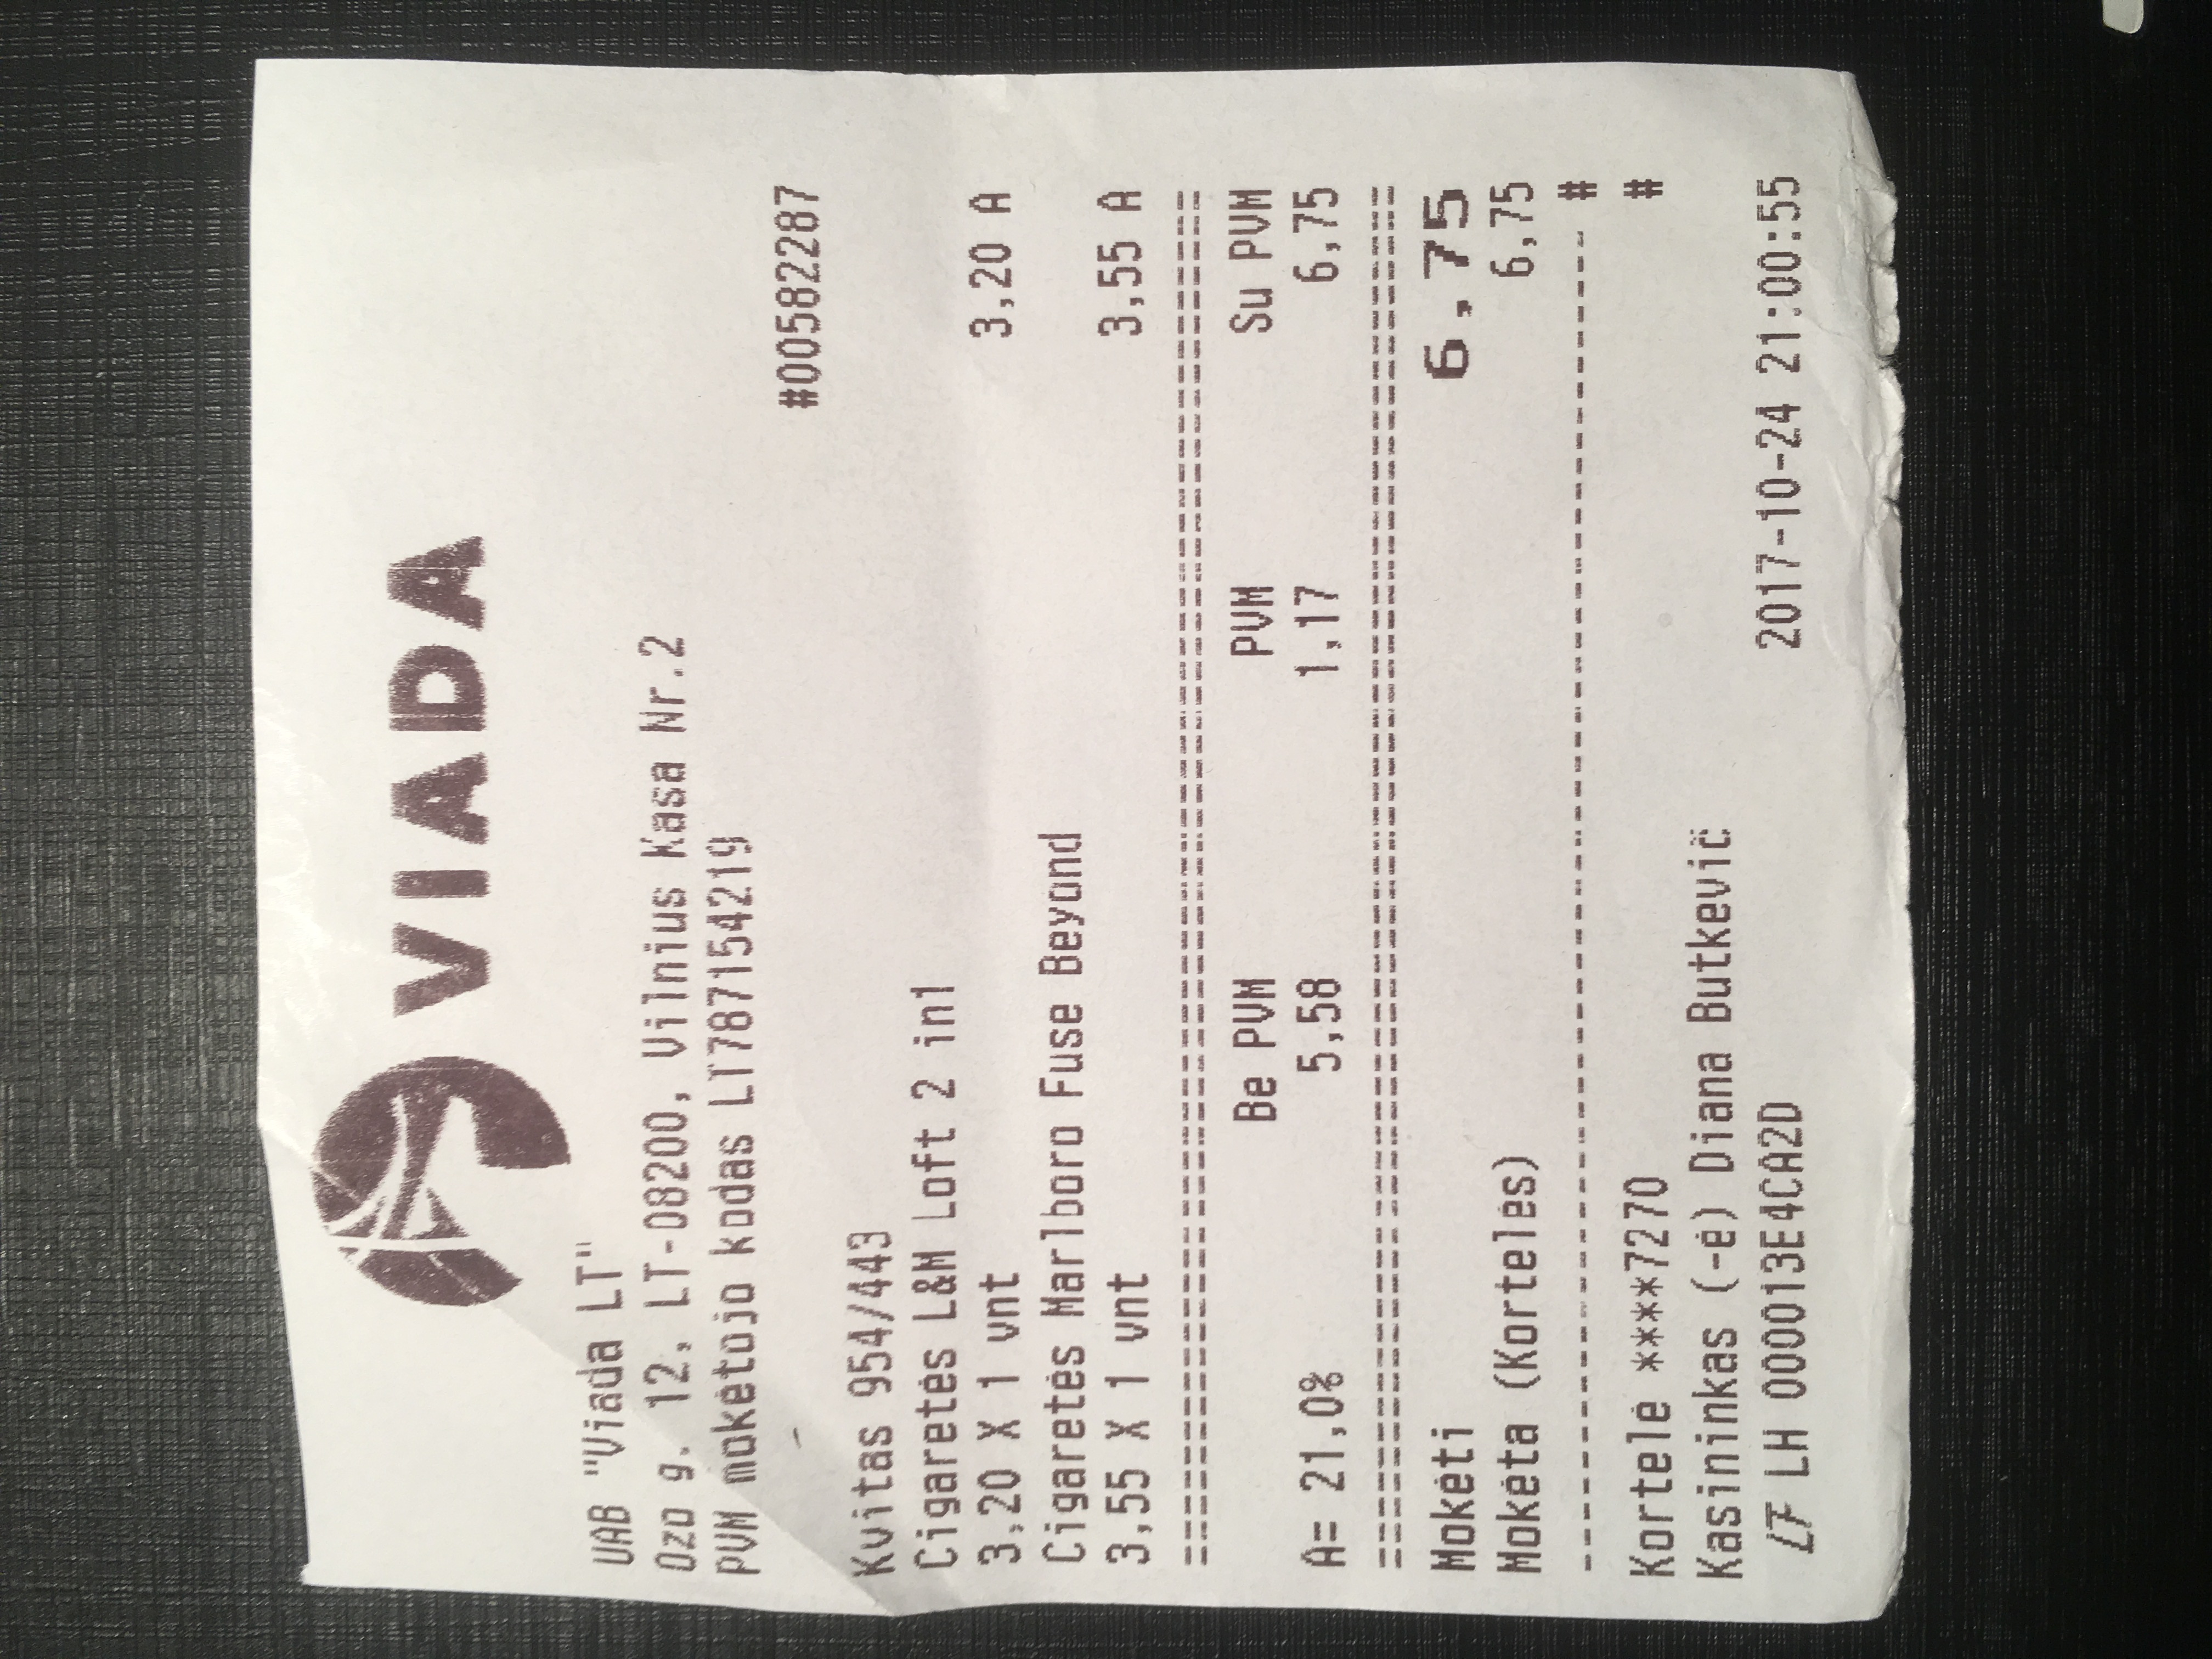 VIADA
UAB "Viada LT"
Ozo g. 12, LT-08200, Vilnius Kasa Nr.2
PVM mokėtojo kodas LT787154219
#00582287
Kvitas 954/443
Cigaretės L&M Loft 2 in1
3,20 X 1 vnt 3,20 A
Cigaretės Marlboro Fuse Beyond
3,55 X 1 vnt 3,55 A
Be PVM PVM Su PVM
A= 21,0% 5,58 1,17 6,75
Mokėti 6,75
Mokėta (Kortelės) 6,75
#
Kortelė ****7270 #
Kasininkas (-ė) Diana Butkevič
LF LH 000013E4CA2D 2017-10-24 21:00:55